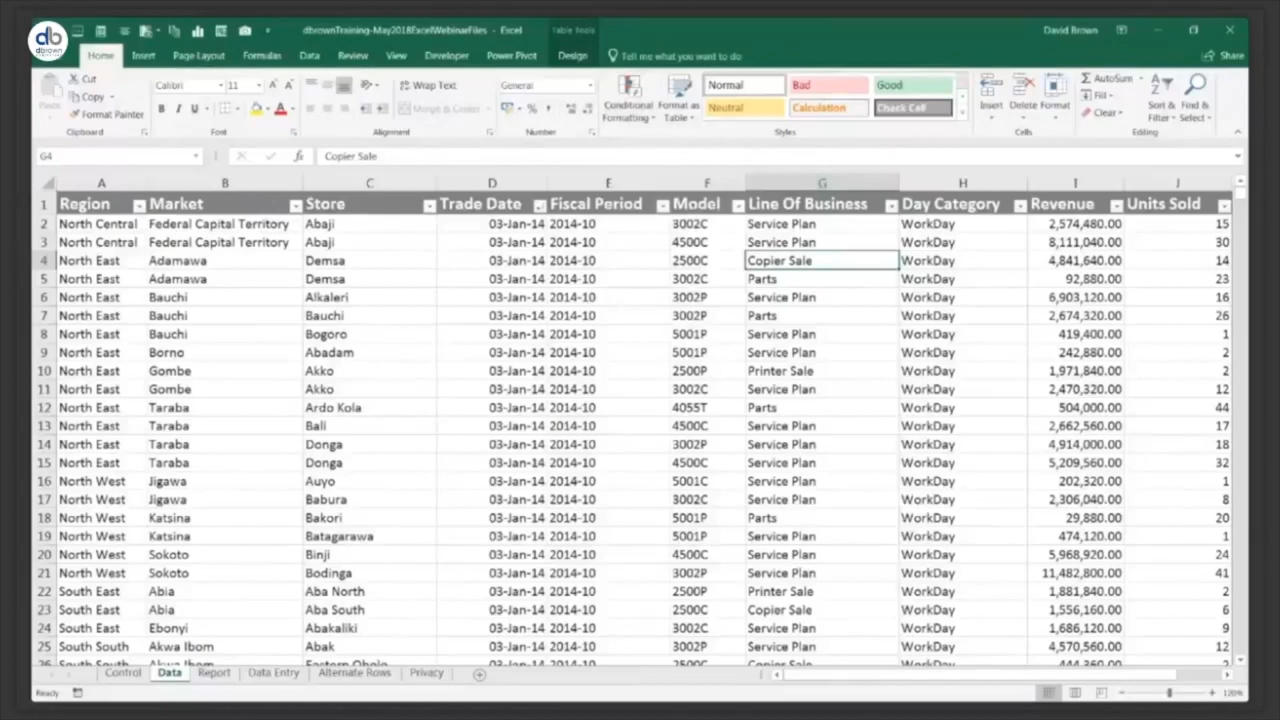 db
dbrown
dbrownTraining-May2018ExcelWebinarFiles - Excel
Table Tools
David Brown
Home Insert Page Layout Formulas Data Review View Developer Power Pivot Design Tell me what you want to do Share
Cut
Copy
Format Painter
Paste
Clipboard
Calibri 11
B I U
Font
Wrap Text
Merge & Center
Alignment
General
% ,
Number
Conditional Formatting
Format as Table
Normal Bad Good
Neutral Calculation Check Cell
Styles
Insert Delete Format
Cells
AutoSum
Fill
Clear
Sort & Filter
Find & Select
Editing
G4 fx Copier Sale
A B C D E F G H I J
1 Region Market Store Trade Date Fiscal Period Model Line Of Business Day Category Revenue Units Sold
2 North Central Federal Capital Territory Abaji 03-Jan-14 2014-10 3002C Service Plan WorkDay 2,574,480.00 15
3 North Central Federal Capital Territory Abaji 03-Jan-14 2014-10 4500C Service Plan WorkDay 8,111,040.00 30
4 North East Adamawa Demsa 03-Jan-14 2014-10 2500C Copier Sale WorkDay 4,841,640.00 14
5 North East Adamawa Demsa 03-Jan-14 2014-10 3002C Parts WorkDay 92,880.00 23
6 North East Bauchi Alkaleri 03-Jan-14 2014-10 3002P Service Plan WorkDay 6,903,120.00 16
7 North East Bauchi Bauchi 03-Jan-14 2014-10 3002P Parts WorkDay 2,674,320.00 26
8 North East Bauchi Bogoro 03-Jan-14 2014-10 5001P Service Plan WorkDay 419,400.00 1
9 North East Borno Abadam 03-Jan-14 2014-10 5001P Service Plan WorkDay 242,880.00 2
10 North East Gombe Akko 03-Jan-14 2014-10 2500P Printer Sale WorkDay 1,971,840.00 2
11 North East Gombe Akko 03-Jan-14 2014-10 3002C Service Plan WorkDay 2,470,320.00 12
12 North East Taraba Ardo Kola 03-Jan-14 2014-10 4055T Parts WorkDay 504,000.00 44
13 North East Taraba Bali 03-Jan-14 2014-10 4500C Service Plan WorkDay 2,662,560.00 17
14 North East Taraba Donga 03-Jan-14 2014-10 3002P Service Plan WorkDay 4,914,000.00 18
15 North East Taraba Donga 03-Jan-14 2014-10 4500C Service Plan WorkDay 5,209,560.00 32
16 North West Jigawa Auyo 03-Jan-14 2014-10 5001C Service Plan WorkDay 202,320.00 1
17 North West Jigawa Babura 03-Jan-14 2014-10 3002C Service Plan WorkDay 2,306,040.00 8
18 North West Katsina Bakori 03-Jan-14 2014-10 5001P Parts WorkDay 29,880.00 20
19 North West Katsina Batagarawa 03-Jan-14 2014-10 5001P Service Plan WorkDay 474,120.00 1
20 North West Sokoto Binji 03-Jan-14 2014-10 4500C Service Plan WorkDay 5,968,920.00 24
21 North West Sokoto Bodinga 03-Jan-14 2014-10 3002P Service Plan WorkDay 11,482,800.00 41
22 South East Abia Aba North 03-Jan-14 2014-10 2500P Printer Sale WorkDay 1,881,840.00 2
23 South East Abia Aba South 03-Jan-14 2014-10 2500C Copier Sale WorkDay 1,556,160.00 6
24 South East Ebonyi Abakaliki 03-Jan-14 2014-10 3002C Service Plan WorkDay 1,686,120.00 9
25 South South Akwa Ibom Abak 03-Jan-14 2014-10 3002P Service Plan WorkDay 4,570,560.00 12
26 South South Akwa Ibom Eastern Obolo 03-Jan-14 2014-10 2500C Copier Sale WorkDay
Control Data Report Data Entry Alternate Rows Privacy
Ready 120%